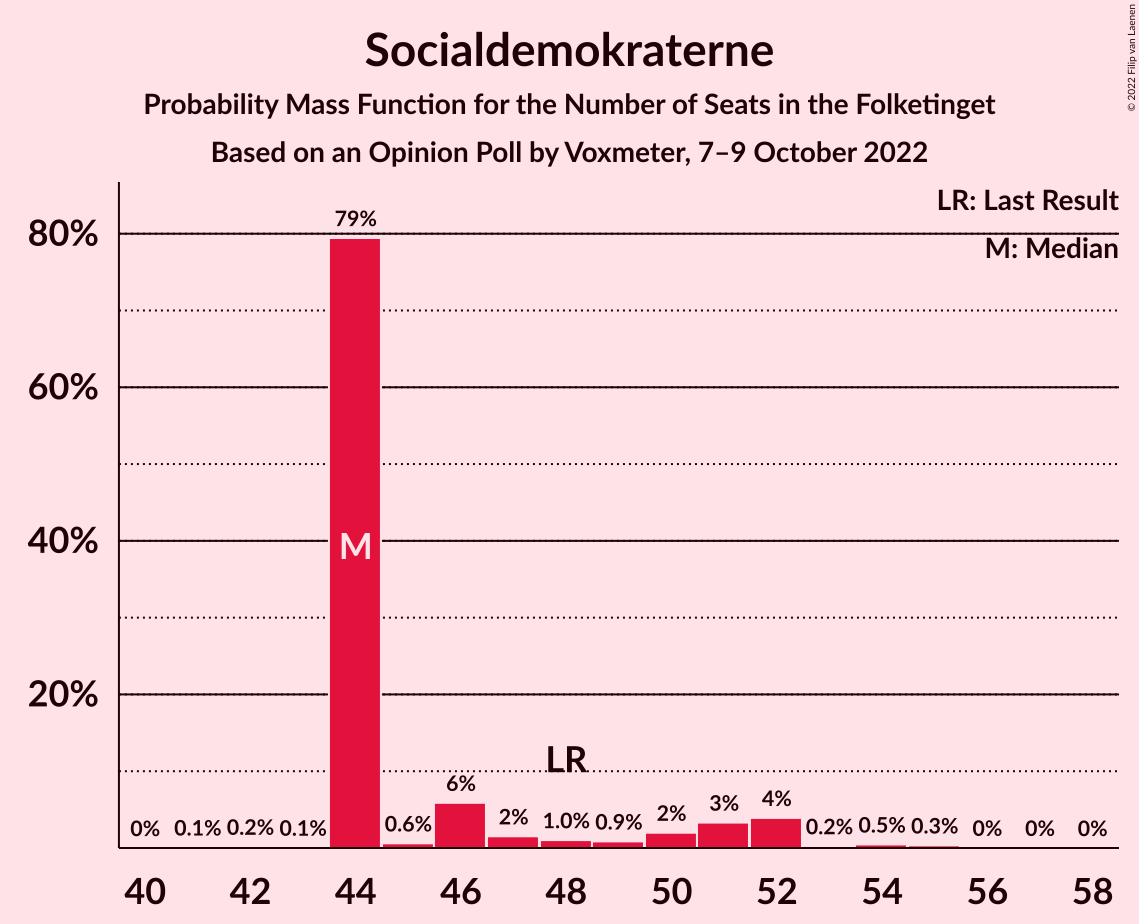 Socialdemokraterne
Probability Mass Function for the Number of Seats in the Folketinget
Based on an Opinion Poll by Voxmeter, 7–9 October 2022
© 2022 Filip van Laenen
LR: Last Result
M: Median
80%
60%
40%
20%
0% 0.1% 0.2% 0.1% 79% 0.6% 6% 2% 1.0% 0.9% 2% 3% 4% 0.2% 0.5% 0.3% 0% 0% 0%
M
LR
40 42 44 46 48 50 52 54 56 58